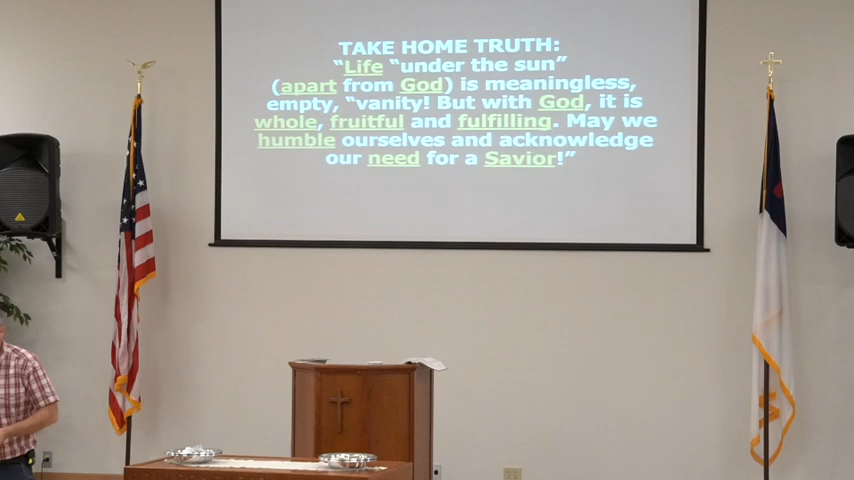 TAKE HOME TRUTH:
“Life “under the sun”
(apart from God) is meaningless,
empty, “vanity! But with God, it is
whole, fruitful and fulfilling. May we
humble ourselves and acknowledge
our need for a Savior!”